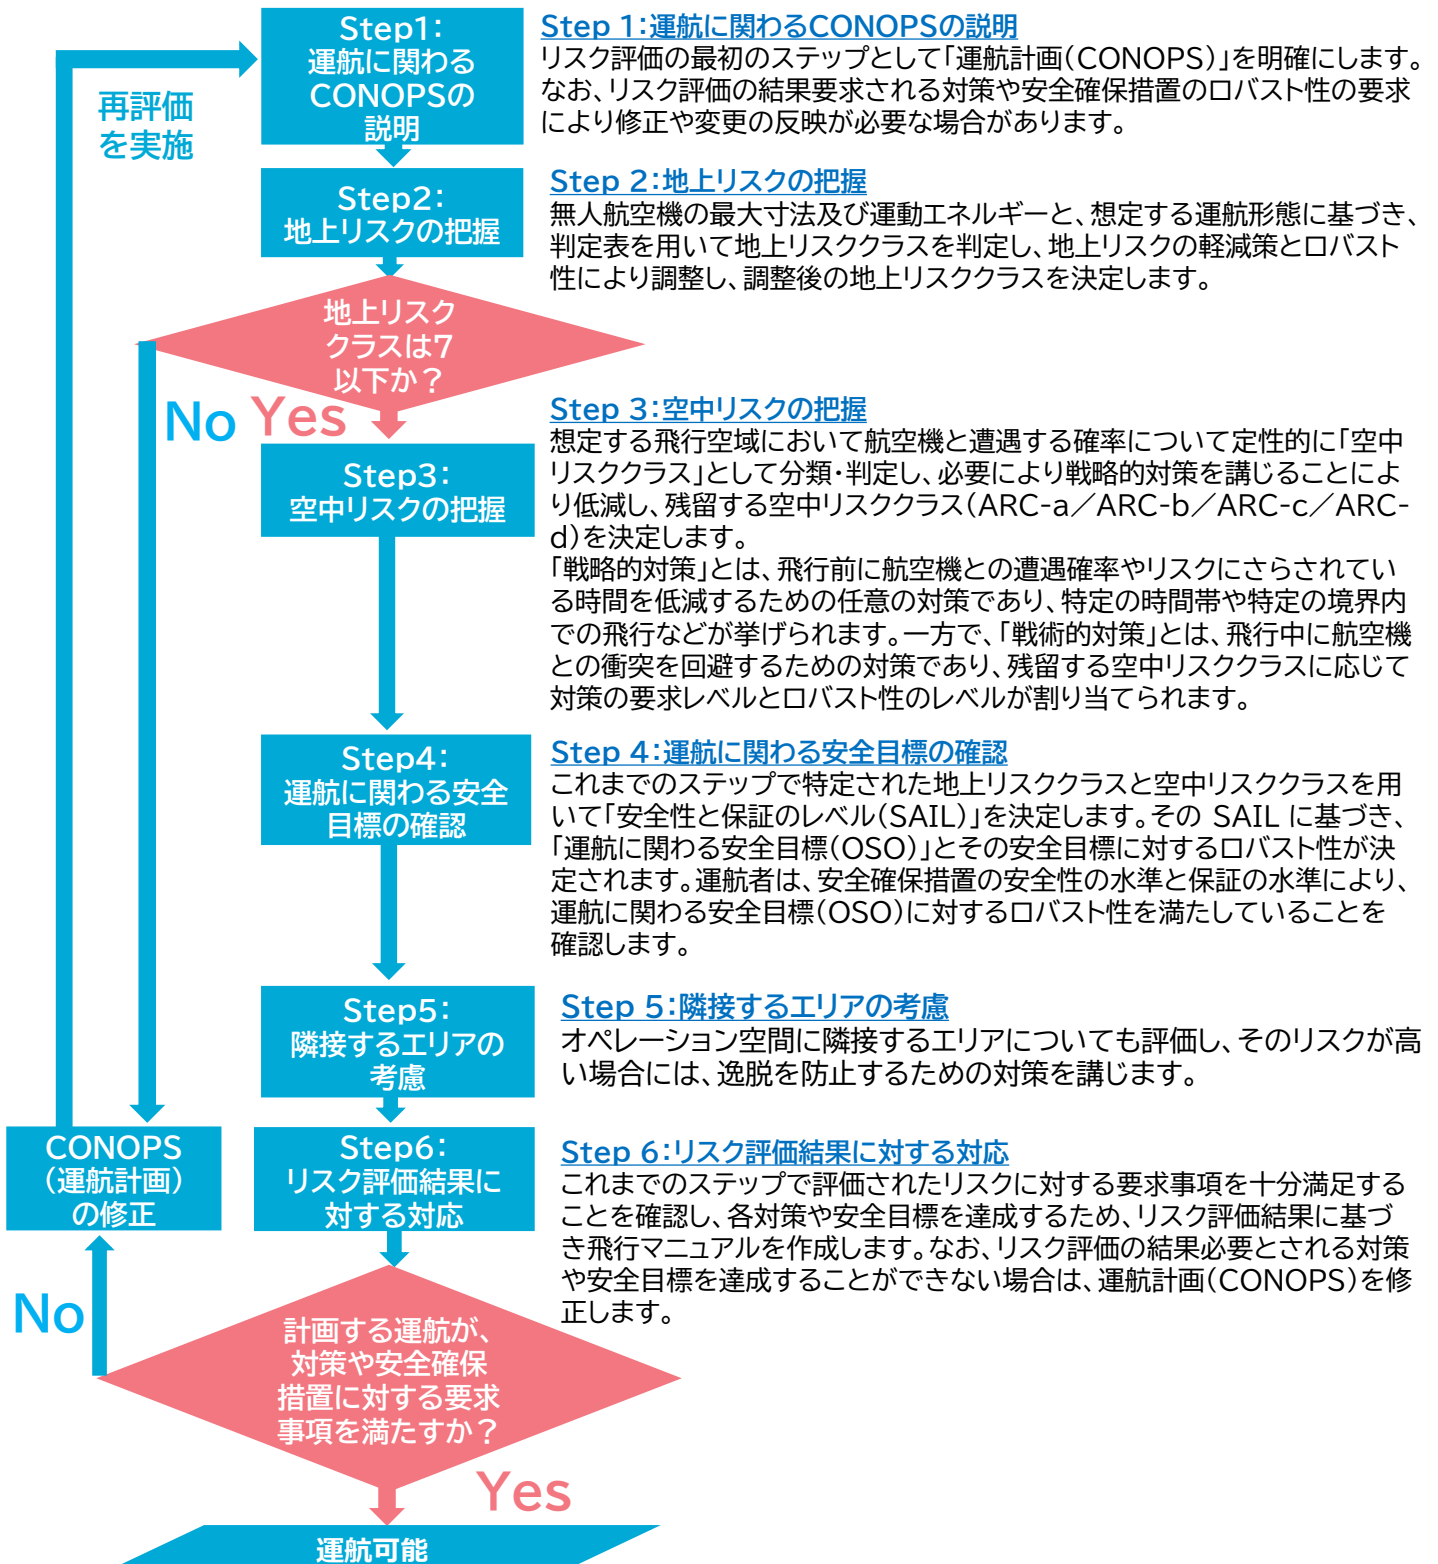 Step1:
運航に関わる
CONOPSの
説明
Step 1：運航に関わるCONOPSの説明
リスク評価の最初のステップとして「運航計画（CONOPS）」を明確にします。
なお、リスク評価の結果要求される対策や安全確保措置のロバスト性の要求
により修正や変更の反映が必要な場合があります。
再評価
を実施
Step2:
地上リスクの把握
Step 2：地上リスクの把握
無人航空機の最大寸法及び運動エネルギーと、想定する運航形態に基づき、
判定表を用いて地上リスククラスを判定し、地上リスクの軽減策とロバスト
性により調整し、調整後の地上リスククラスを決定します。
地上リスク
クラスは7
以下か？
No Yes
Step3:
空中リスクの把握
Step 3：空中リスクの把握
想定する飛行空域において航空機と遭遇する確率について定性的に「空中
リスククラス」として分類・判定し、必要により戦略的対策を講じることによ
り低減し、残留する空中リスククラス（ARC-a／ARC-b／ARC-c／ARC-
d）を決定します。
「戦略的対策」とは、飛行前に航空機との遭遇確率やリスクにさらされてい
る時間を低減するための任意の対策であり、特定の時間帯や特定の境界内
での飛行などが挙げられます。一方で、「戦術的対策」とは、飛行中に航空機
との衝突を回避するための対策であり、残留する空中リスククラスに応じて
対策の要求レベルとロバスト性のレベルが割り当てられます。
Step4:
運航に関わる安全
目標の確認
Step 4：運航に関わる安全目標の確認
これまでのステップで特定された地上リスククラスと空中リスククラスを用
いて「安全性と保証のレベル（SAIL）」を決定します。その SAIL に基づき、
「運航に関わる安全目標（OSO）」とその安全目標に対するロバスト性が決
定されます。運航者は、安全確保措置の安全性の水準と保証の水準により、
運航に関わる安全目標（OSO）に対するロバスト性を満たしていることを
確認します。
Step5:
隣接するエリアの
考慮
Step 5：隣接するエリアの考慮
オペレーション空間に隣接するエリアについても評価し、そのリスクが高
い場合には、逸脱を防止するための対策を講じます。
CONOPS
（運航計画）
の修正
Step6:
リスク評価結果に
対する対応
Step 6：リスク評価結果に対する対応
これまでのステップで評価されたリスクに対する要求事項を十分満足する
ことを確認し、各対策や安全目標を達成するため、リスク評価結果に基づ
き飛行マニュアルを作成します。なお、リスク評価の結果必要とされる対策
や安全目標を達成することができない場合は、運航計画（CONOPS）を修
正します。
No
計画する運航が、
対策や安全確保
措置に対する要求
事項を満たすか？
Yes
運航可能